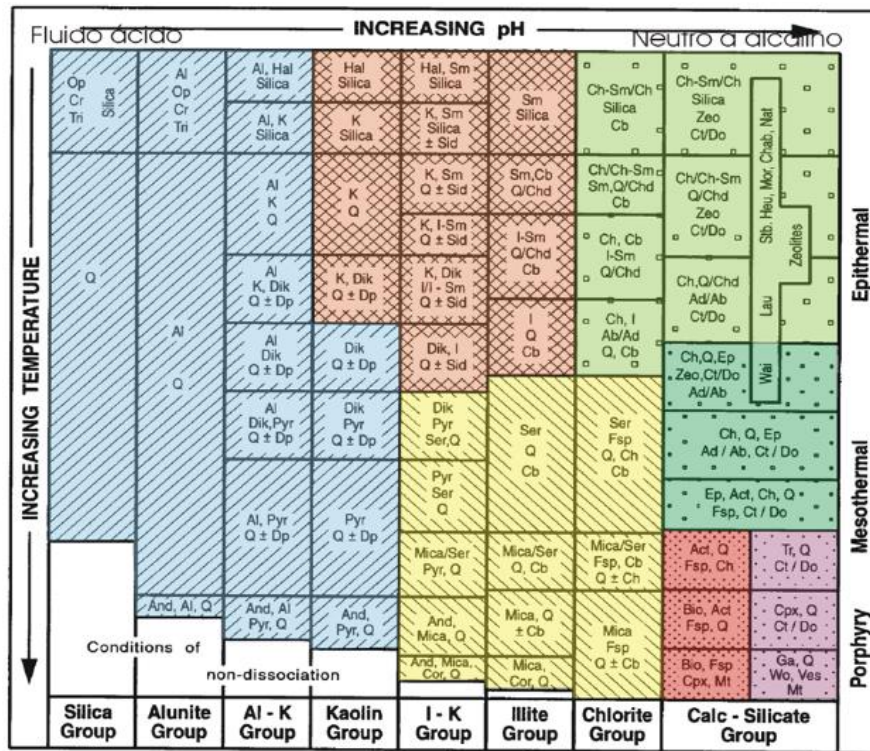 INCREASING pH
Fluido ácido
Neutro a alcalino
INCREASING TEMPERATURE
Op
Cr
Tri
Silica
Q
Al
Op
Cr
Tri
Al
Q
And, Al, Q
Al, Hal
Silica
Al, K
Silica
Al
K
Q
Al
K, Dik
Q ± Dp
Al
Dik
Q ± Dp
Al
Dik,Pyr
Q ± Dp
Al, Pyr
Q ± Dp
And, Al
Pyr, Q
Hal
Silica
K
Silica
K
Q
K, Dik
Q ± Dp
Dik
Q ± Dp
Dik
Pyr
Q ± Dp
Pyr
Q ± Dp
And,
Pyr, Q
Hal, Sm
Silica
K, Sm
Silica
± Sid
K, Sm
Q ± Sid
K, I-Sm
Q ± Sid
K, Dik
I/I - Sm
Q ± Sid
Dik, I
Q ± Sid
Dik
Pyr
Ser,Q
Pyr
Ser
Q
Mica/Ser
Pyr, Q
And,
Mica, Q
And, Mica,
Cor, Q
Sm
Silica
Sm,Cb
Q/Chd
I-Sm
Q/Chd
Cb
I
Q
Cb
Ser
Q
Cb
Mica/Ser
Q, Cb
Mica, Q
± Cb
Mica,
Cor, Q
Ch-Sm/Ch
Silica
Cb
Ch/Ch-Sm
Sm,Q/Chd
Cb
Ch, Cb
I-Sm
Q/Chd
Ch, I
Ab/Ad
Q, Cb
Ser
Fsp
Q, Ch
Cb
Mica/Ser
Fsp, Cb
Q ± Ch
Mica
Fsp
Q ± Cb
Ch-Sm/Ch
Silica
Zeo
Ct/Do
Ch/Ch-Sm
Q/Chd
Zeo
Ct/Do
Ch,Q/Chd
Ad/Ab
Ct/Do
Ch,Q,Ep
Zeo,Ct/Do
Ad/Ab
Stb. Heu, Mor, Chab, Nat
Zeolites
Lau
Wai
Ch, Q, Ep
Ad / Ab, Ct / Do
Ep, Act, Ch, Q
Fsp, Ct / Do
Act, Q
Fsp, Ch
Tr, Q
Ct / Do
Bio, Act
Fsp, Q
Cpx, Q
Ct / Do
Bio, Fsp
Cpx, Mt
Ga, Q
Wo, Ves
Mt
Epithermal
Mesothermal
Porphyry
Conditions of
non-dissociation
Silica
Group
Alunite
Group
Al - K
Group
Kaolin
Group
I - K
Group
Illite
Group
Chlorite
Group
Calc - Silicate
Group